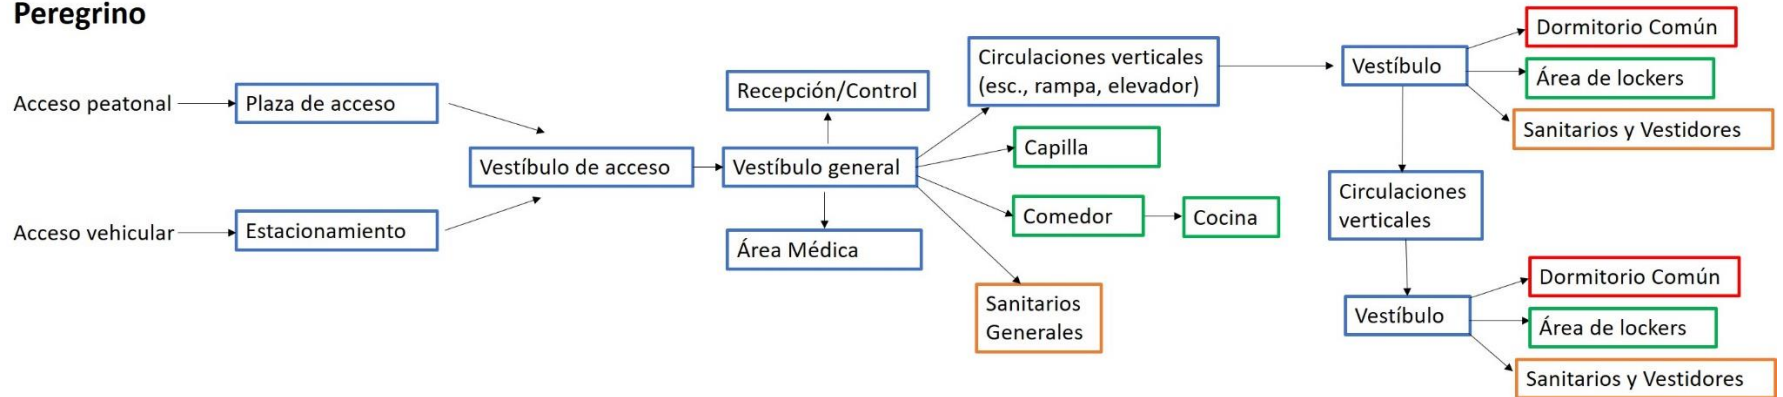 Peregrino
Acceso peatonal
Plaza de acceso
Acceso vehicular
Estacionamiento
Vestíbulo de acceso
Recepción/Control
Vestíbulo general
Área Médica
Circulaciones verticales
(esc., rampa, elevador)
Capilla
Comedor
Cocina
Sanitarios
Generales
Vestíbulo
Dormitorio Común
Área de lockers
Sanitarios y Vestidores
Circulaciones
verticales
Vestíbulo
Dormitorio Común
Área de lockers
Sanitarios y Vestidores